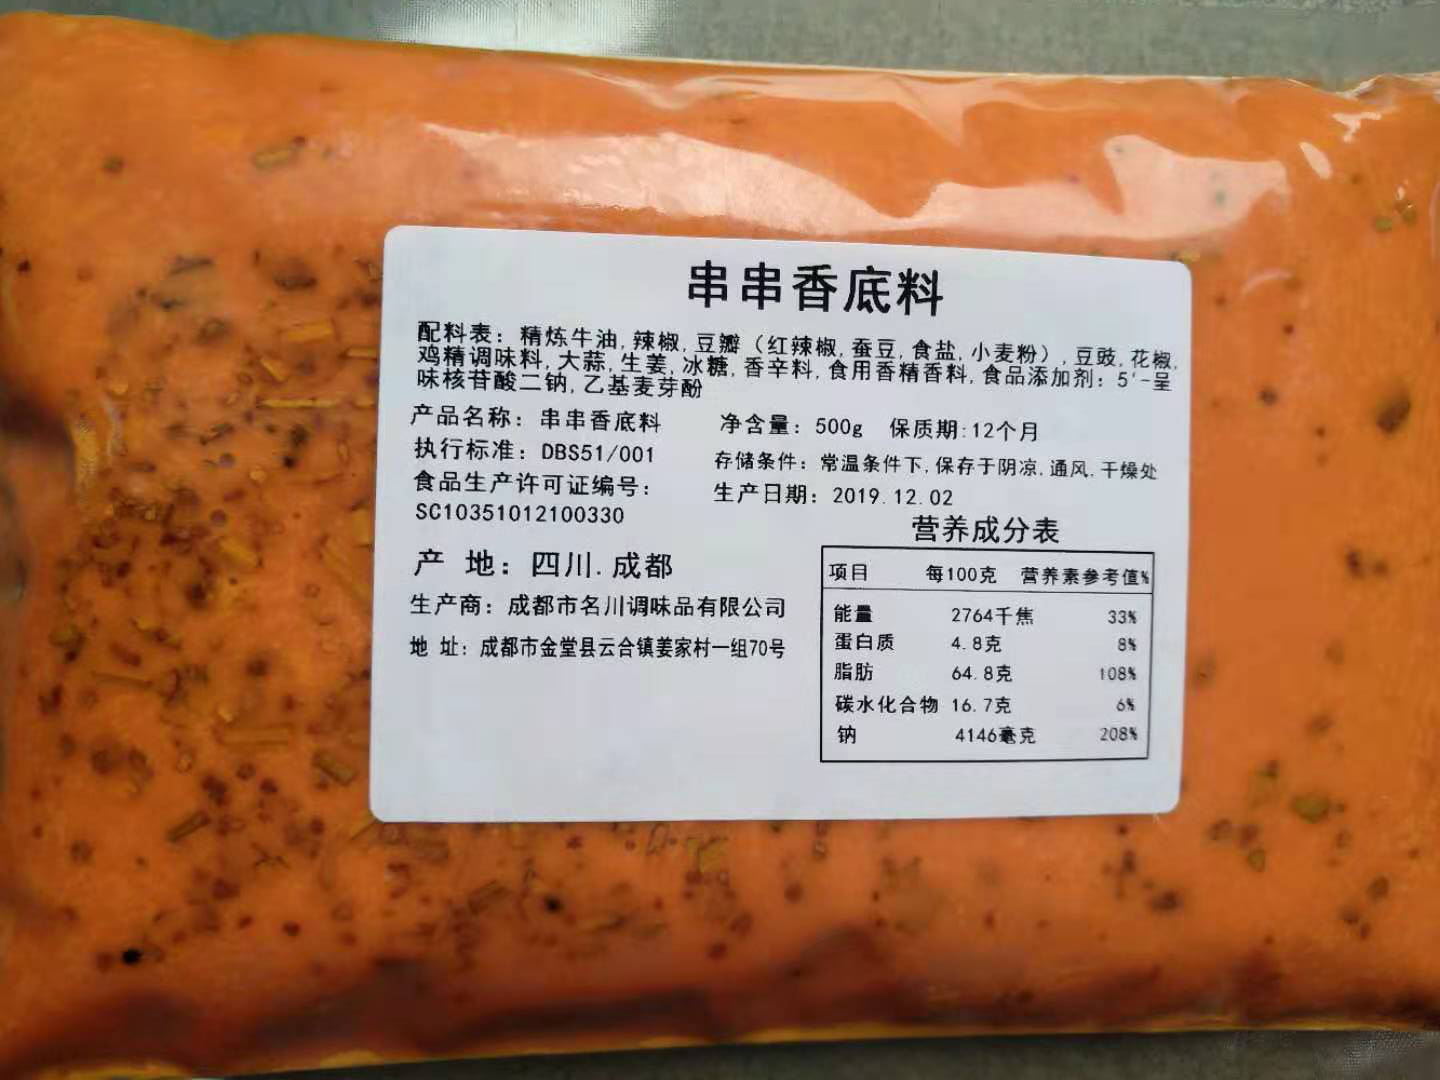 串串香底料
配料表：精炼牛油,辣椒,豆瓣（红辣椒,蚕豆,食盐,小麦粉）,豆豉,花椒,
鸡精调味料,大蒜,生姜,冰糖,香辛料,食用香精香料,食品添加剂：5'-呈
味核苷酸二钠,乙基麦芽酚
产品名称：串串香底料
净含量：500g 保质期:12个月
执行标准：DBS51/001
存储条件：常温条件下,保存于阴凉,通风,干燥处
食品生产许可证编号：
生产日期：2019.12.02
SC10351012100330
营养成分表
产 地：四川.成都
项目 每100克 营养素参考值%
生产商：成都市名川调味品有限公司
能量 2764千焦 33%
地 址：成都市金堂县云合镇姜家村一组70号
蛋白质 4.8克 8%
脂肪 64.8克 108%
碳水化合物 16.7克 6%
钠 4146毫克 208%